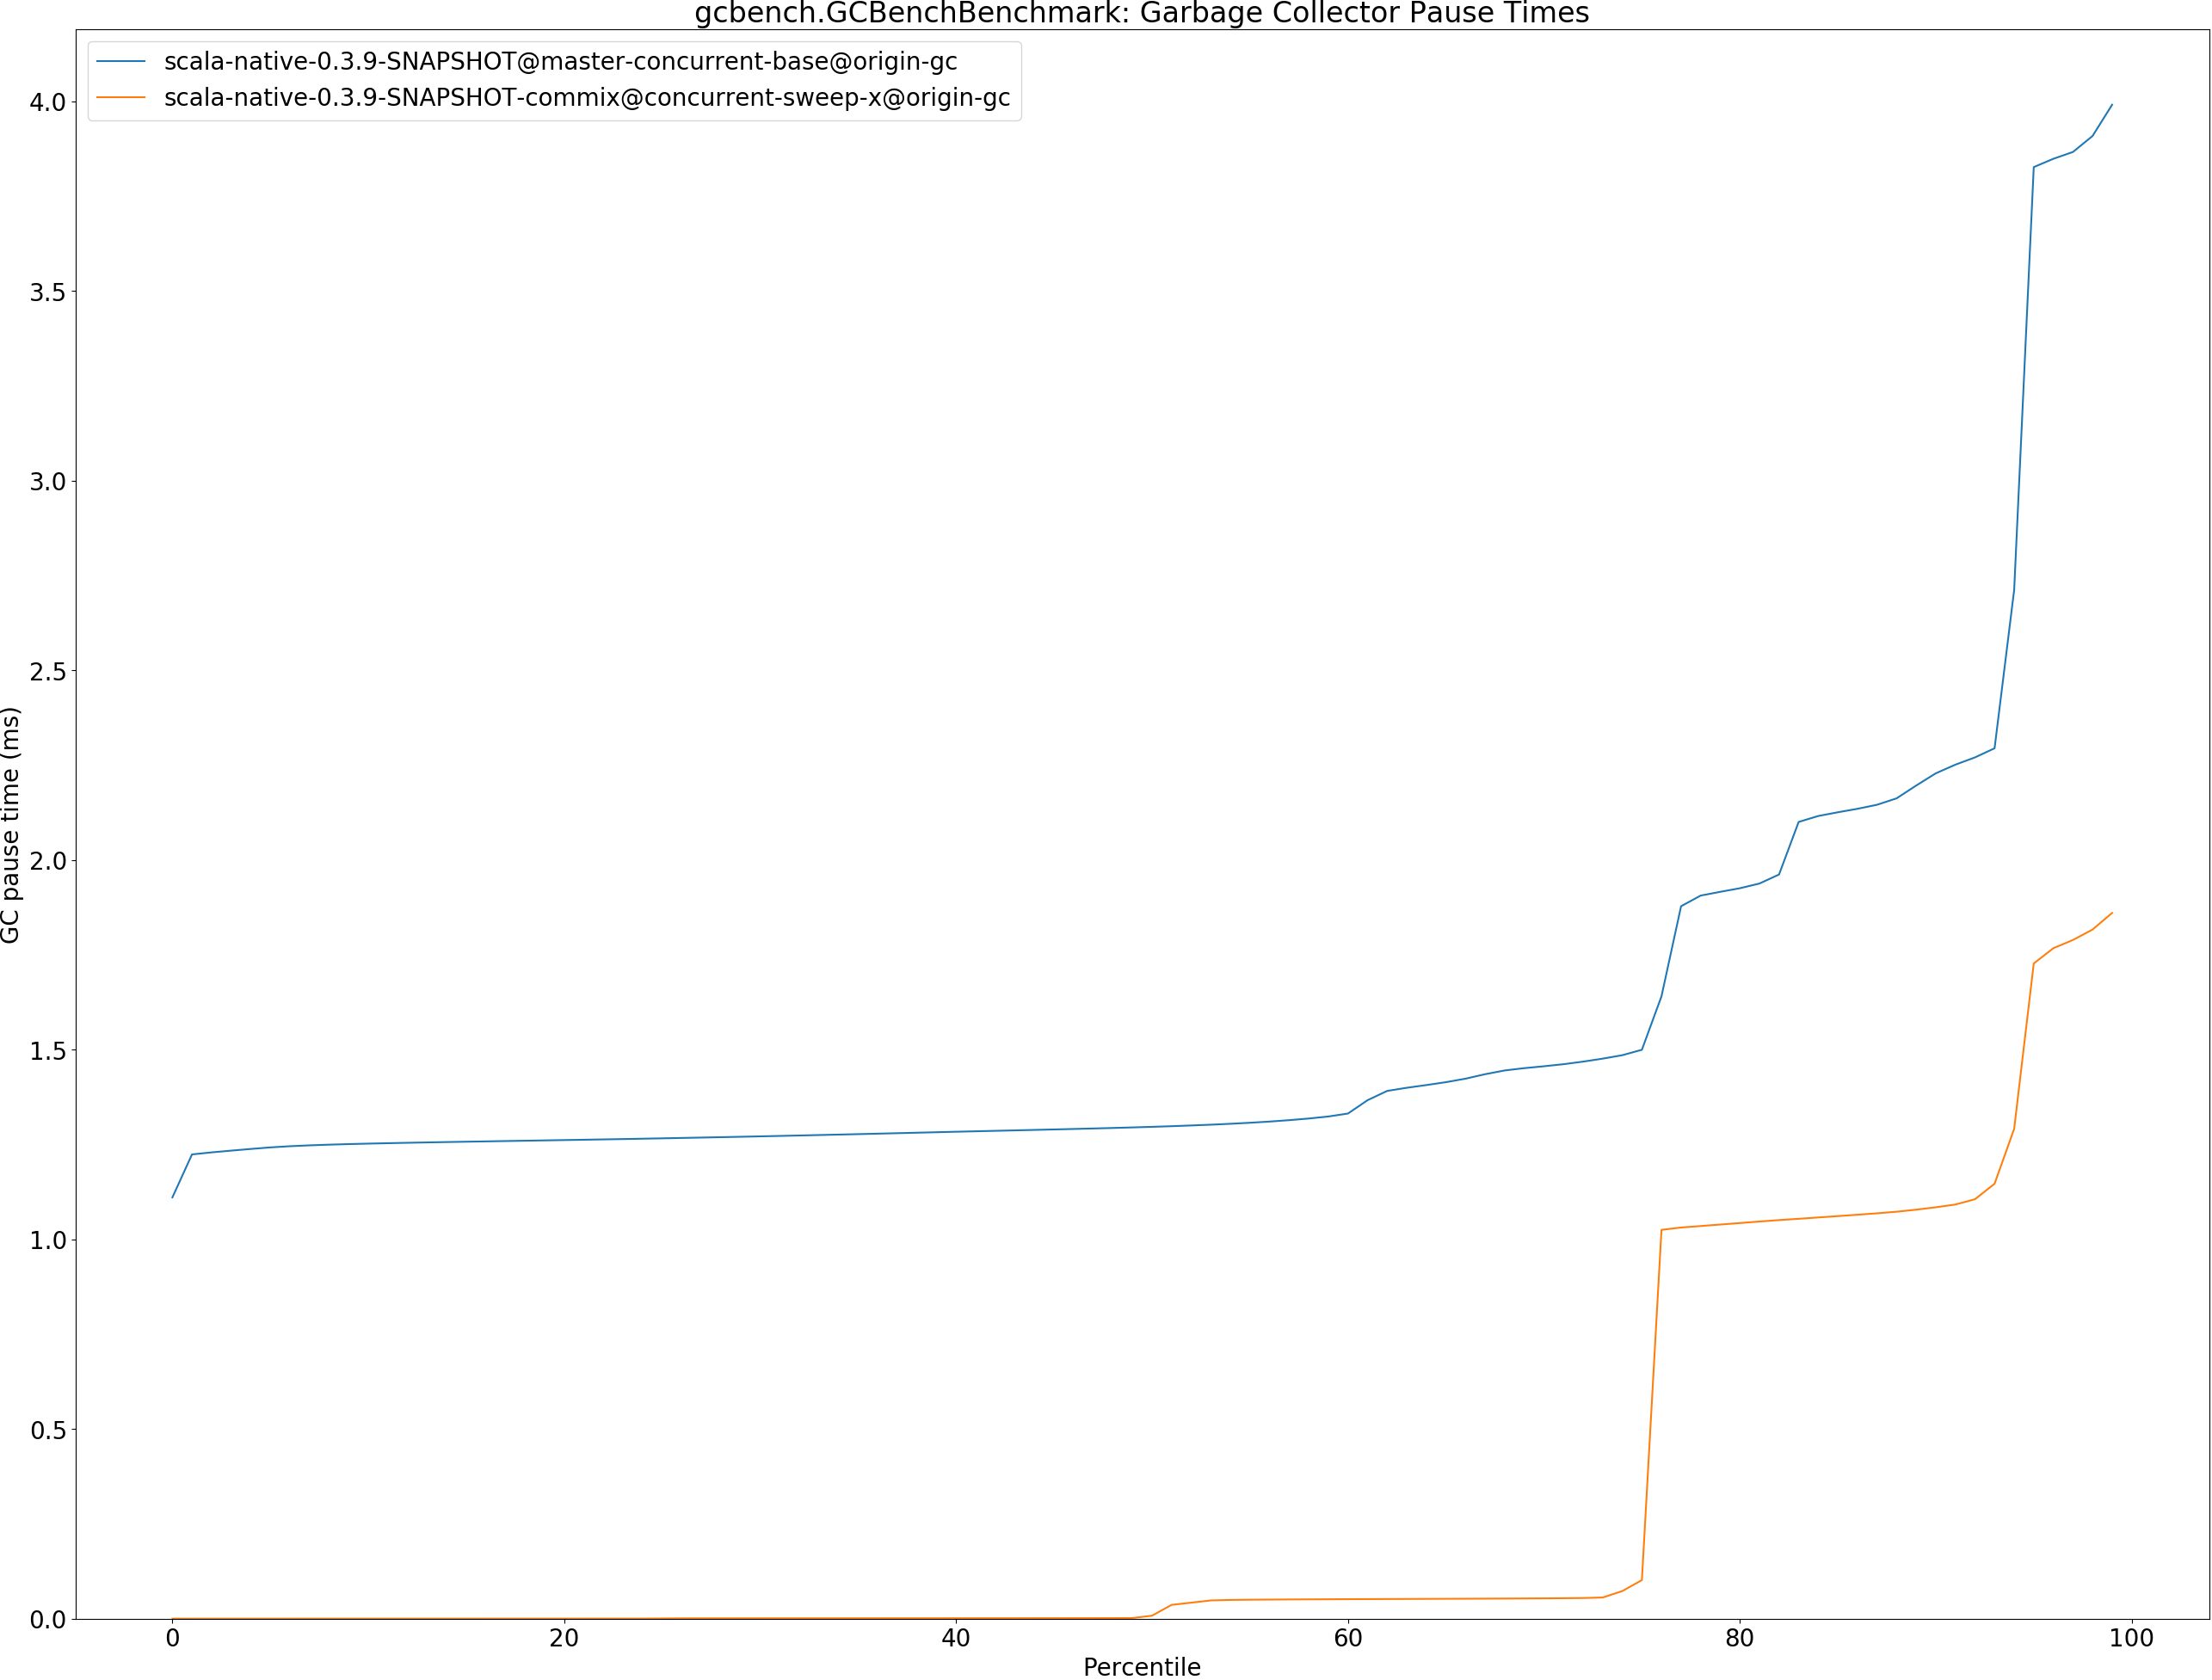 gcbench.GCBenchBenchmark: Garbage Collector Pause Times
scala-native-0.3.9-SNAPSHOT@master-concurrent-base@origin-gc
scala-native-0.3.9-SNAPSHOT-commix@concurrent-sweep-x@origin-gc
4.0
3.5
3.0
2.5
2.0
1.5
1.0
0.5
0.0
GC pause time (ms)
0 20 40 60 80 100
Percentile